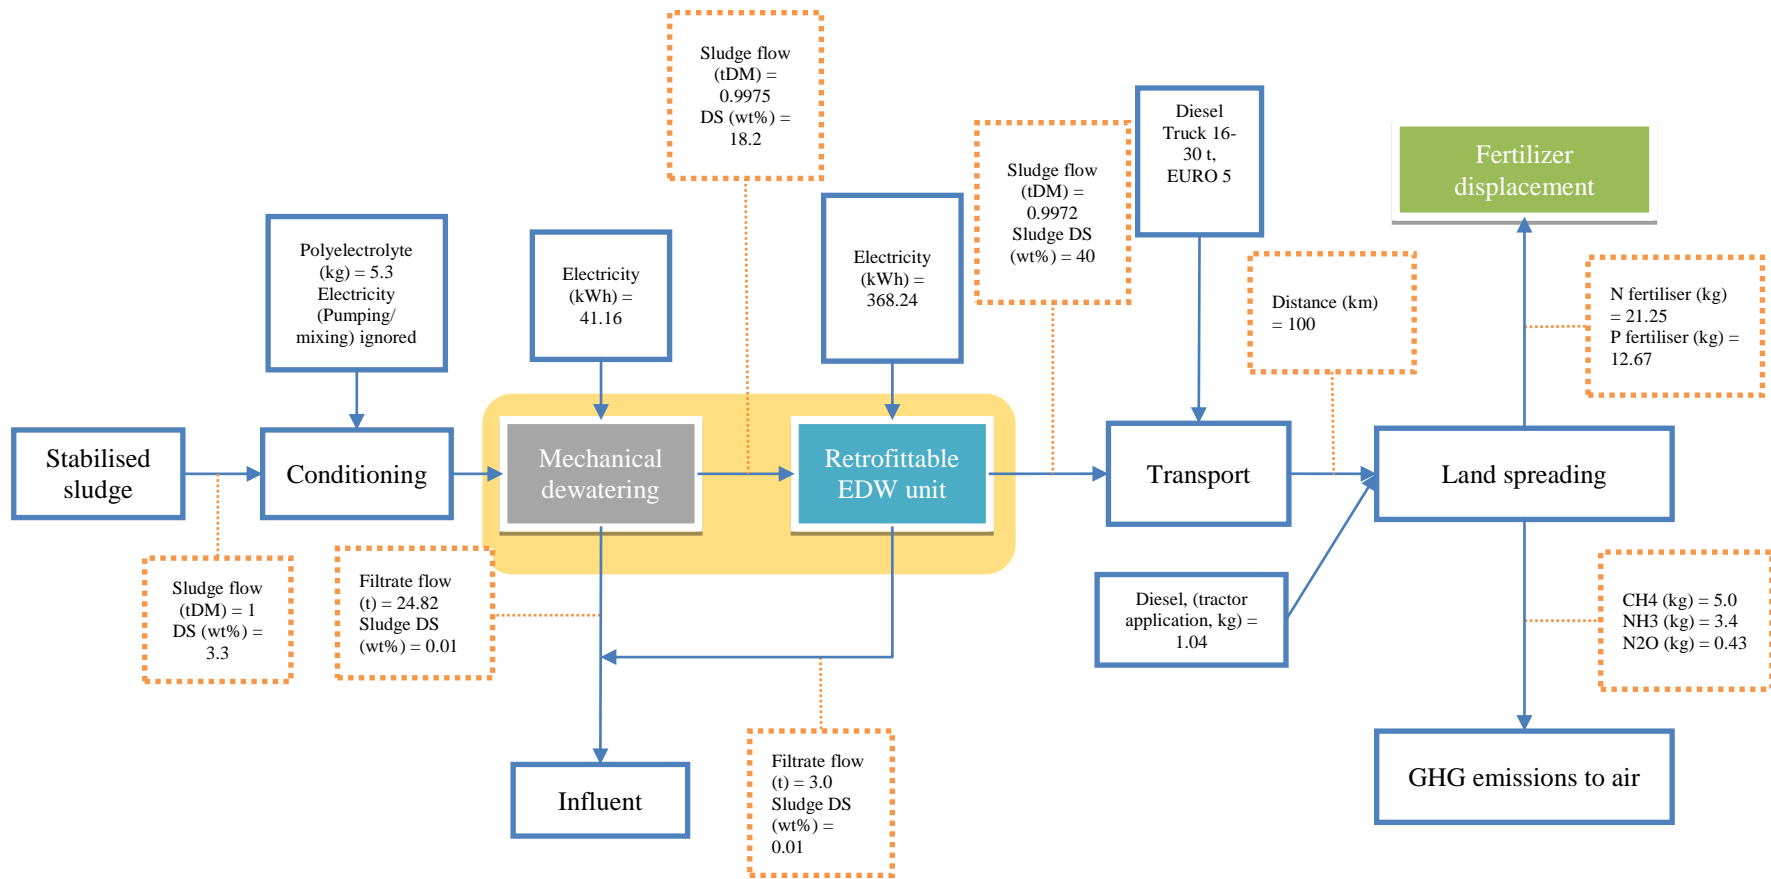 Sludge flow
(tDM) =
0.9975
DS (wt%) =
18.2
Diesel
Truck 16-
30 t,
EURO 5
Fertilizer
displacement
Sludge flow
(tDM) =
0.9972
Sludge DS
(wt%) = 40
Polyelectrolyte
(kg) = 5.3
Electricity
(Pumping/
mixing) ignored
Electricity
(kWh) =
41.16
Electricity
(kWh) =
368.24
Distance (km)
= 100
N fertiliser (kg)
= 21.25
P fertiliser (kg) =
12.67
Stabilised
sludge
Conditioning
Mechanical
dewatering
Retrofittable
EDW unit
Transport
Land spreading
Sludge flow
(tDM) = 1
DS (wt%) =
3.3
Filtrate flow
(t) = 24.82
Sludge DS
(wt%) = 0.01
Diesel, (tractor
application, kg) =
1.04
CH4 (kg) = 5.0
NH3 (kg) = 3.4
N2O (kg) = 0.43
Influent
Filtrate flow
(t) = 3.0
Sludge DS
(wt%) =
0.01
GHG emissions to air